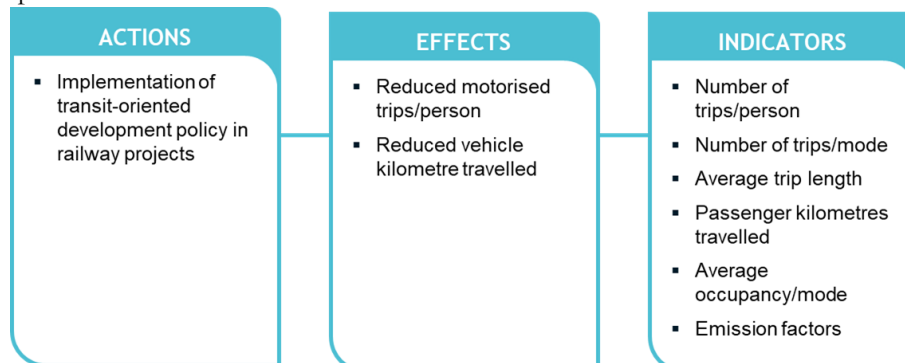 ACTIONS
▪ Implementation of
transit-oriented
development policy in
railway projects
EFFECTS
▪ Reduced motorised
trips/person
▪ Reduced vehicle
kilometre travelled
INDICATORS
▪ Number of
trips/person
▪ Number of trips/mode
▪ Average trip length
▪ Passenger kilometres
travelled
▪ Average
occupancy/mode
▪ Emission factors